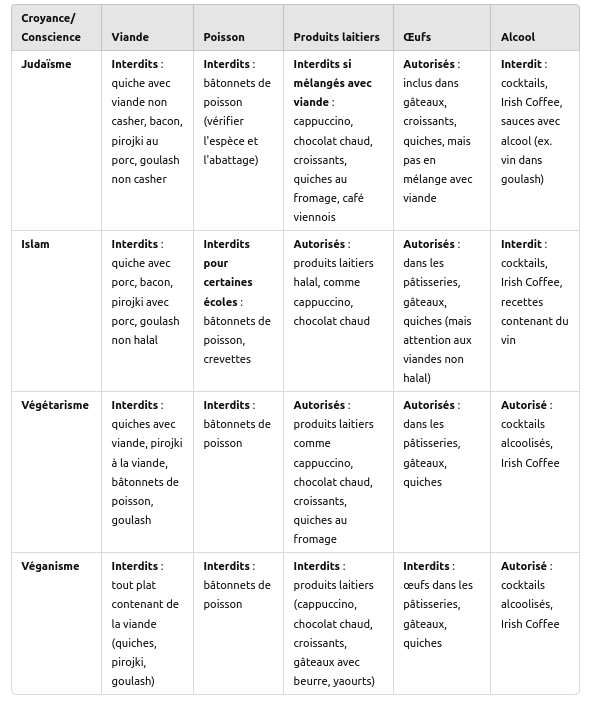 Croyance/
Conscience
Viande
Poisson
Produits laitiers
Œufs
Alcool
Judaïsme
Interdits :
quiche avec
viande non
casher, bacon,
pirojki au
porc, goulash
non casher
Interdits :
bâtonnets de
poisson
(vérifier
l'espèce et
l'abattage)
Interdits si
mélangés avec
viande :
cappuccino,
chocolat chaud,
croissants,
quiches au
fromage, café
viennois
Autorisés :
inclus dans
gâteaux,
croissants,
quiches, mais
pas en
mélange avec
viande
Interdit :
cocktails,
Irish Coffee,
sauces avec
alcool (ex.
vin dans
goulash)
Islam
Interdits :
quiche avec
porc, bacon,
pirojki avec
porc, goulash
non halal
Interdits
pour
certaines
écoles :
bâtonnets de
poisson,
crevettes
Autorisés :
produits laitiers
halal, comme
cappuccino,
chocolat chaud
Autorisés :
dans les
pâtisseries,
gâteaux,
quiches (mais
attention aux
viandes non
halal)
Interdit :
cocktails,
Irish Coffee,
recettes
contenant du
vin
Végétarisme
Interdits :
quiches avec
viande, pirojki
à la viande,
bâtonnets de
poisson,
goulash
Interdits :
bâtonnets de
poisson
Autorisés :
produits laitiers
comme
cappuccino,
chocolat chaud,
croissants,
quiches au
fromage
Autorisés :
dans les
pâtisseries,
gâteaux,
quiches
Autorisé :
cocktails
alcoolisés,
Irish Coffee
Véganisme
Interdits :
tout plat
contenant de
la viande
(quiches,
pirojki,
goulash)
Interdits :
bâtonnets de
poisson
Interdits :
produits laitiers
(cappuccino,
chocolat chaud,
croissants,
gâteaux avec
beurre, yaourts)
Interdits :
œufs dans les
pâtisseries,
gâteaux,
quiches
Autorisé :
cocktails
alcoolisés,
Irish Coffee